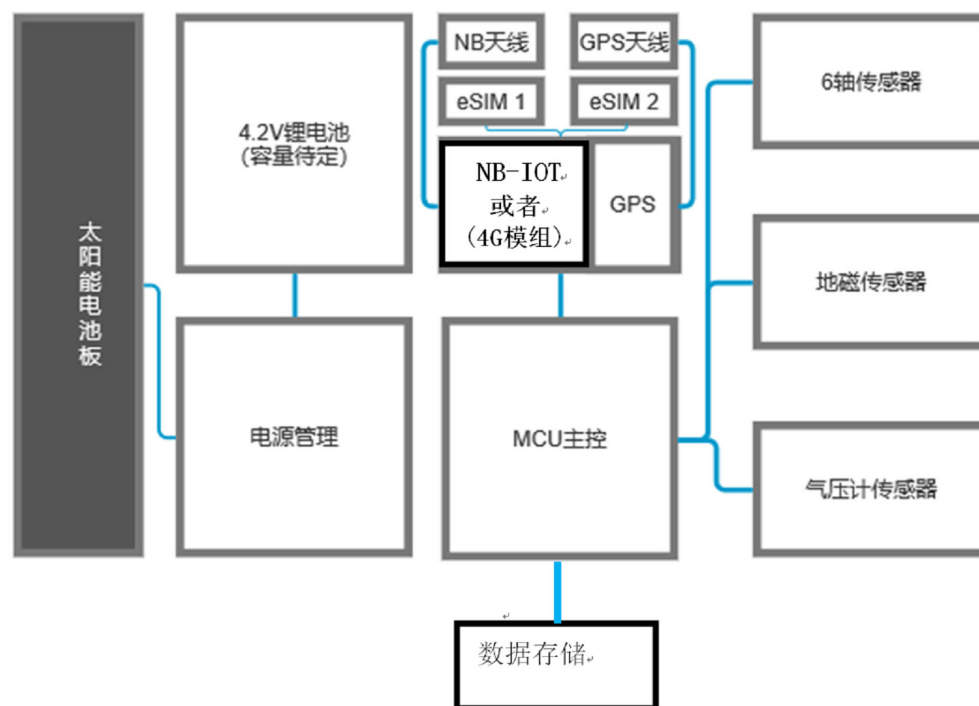 太阳能电池板
4.2V锂电池
(容量待定)
电源管理
NB天线
GPS天线
eSIM 1
eSIM 2
NB-IOT
或者
(4G模组)
GPS
MCU主控
数据存储
6轴传感器
地磁传感器
气压计传感器